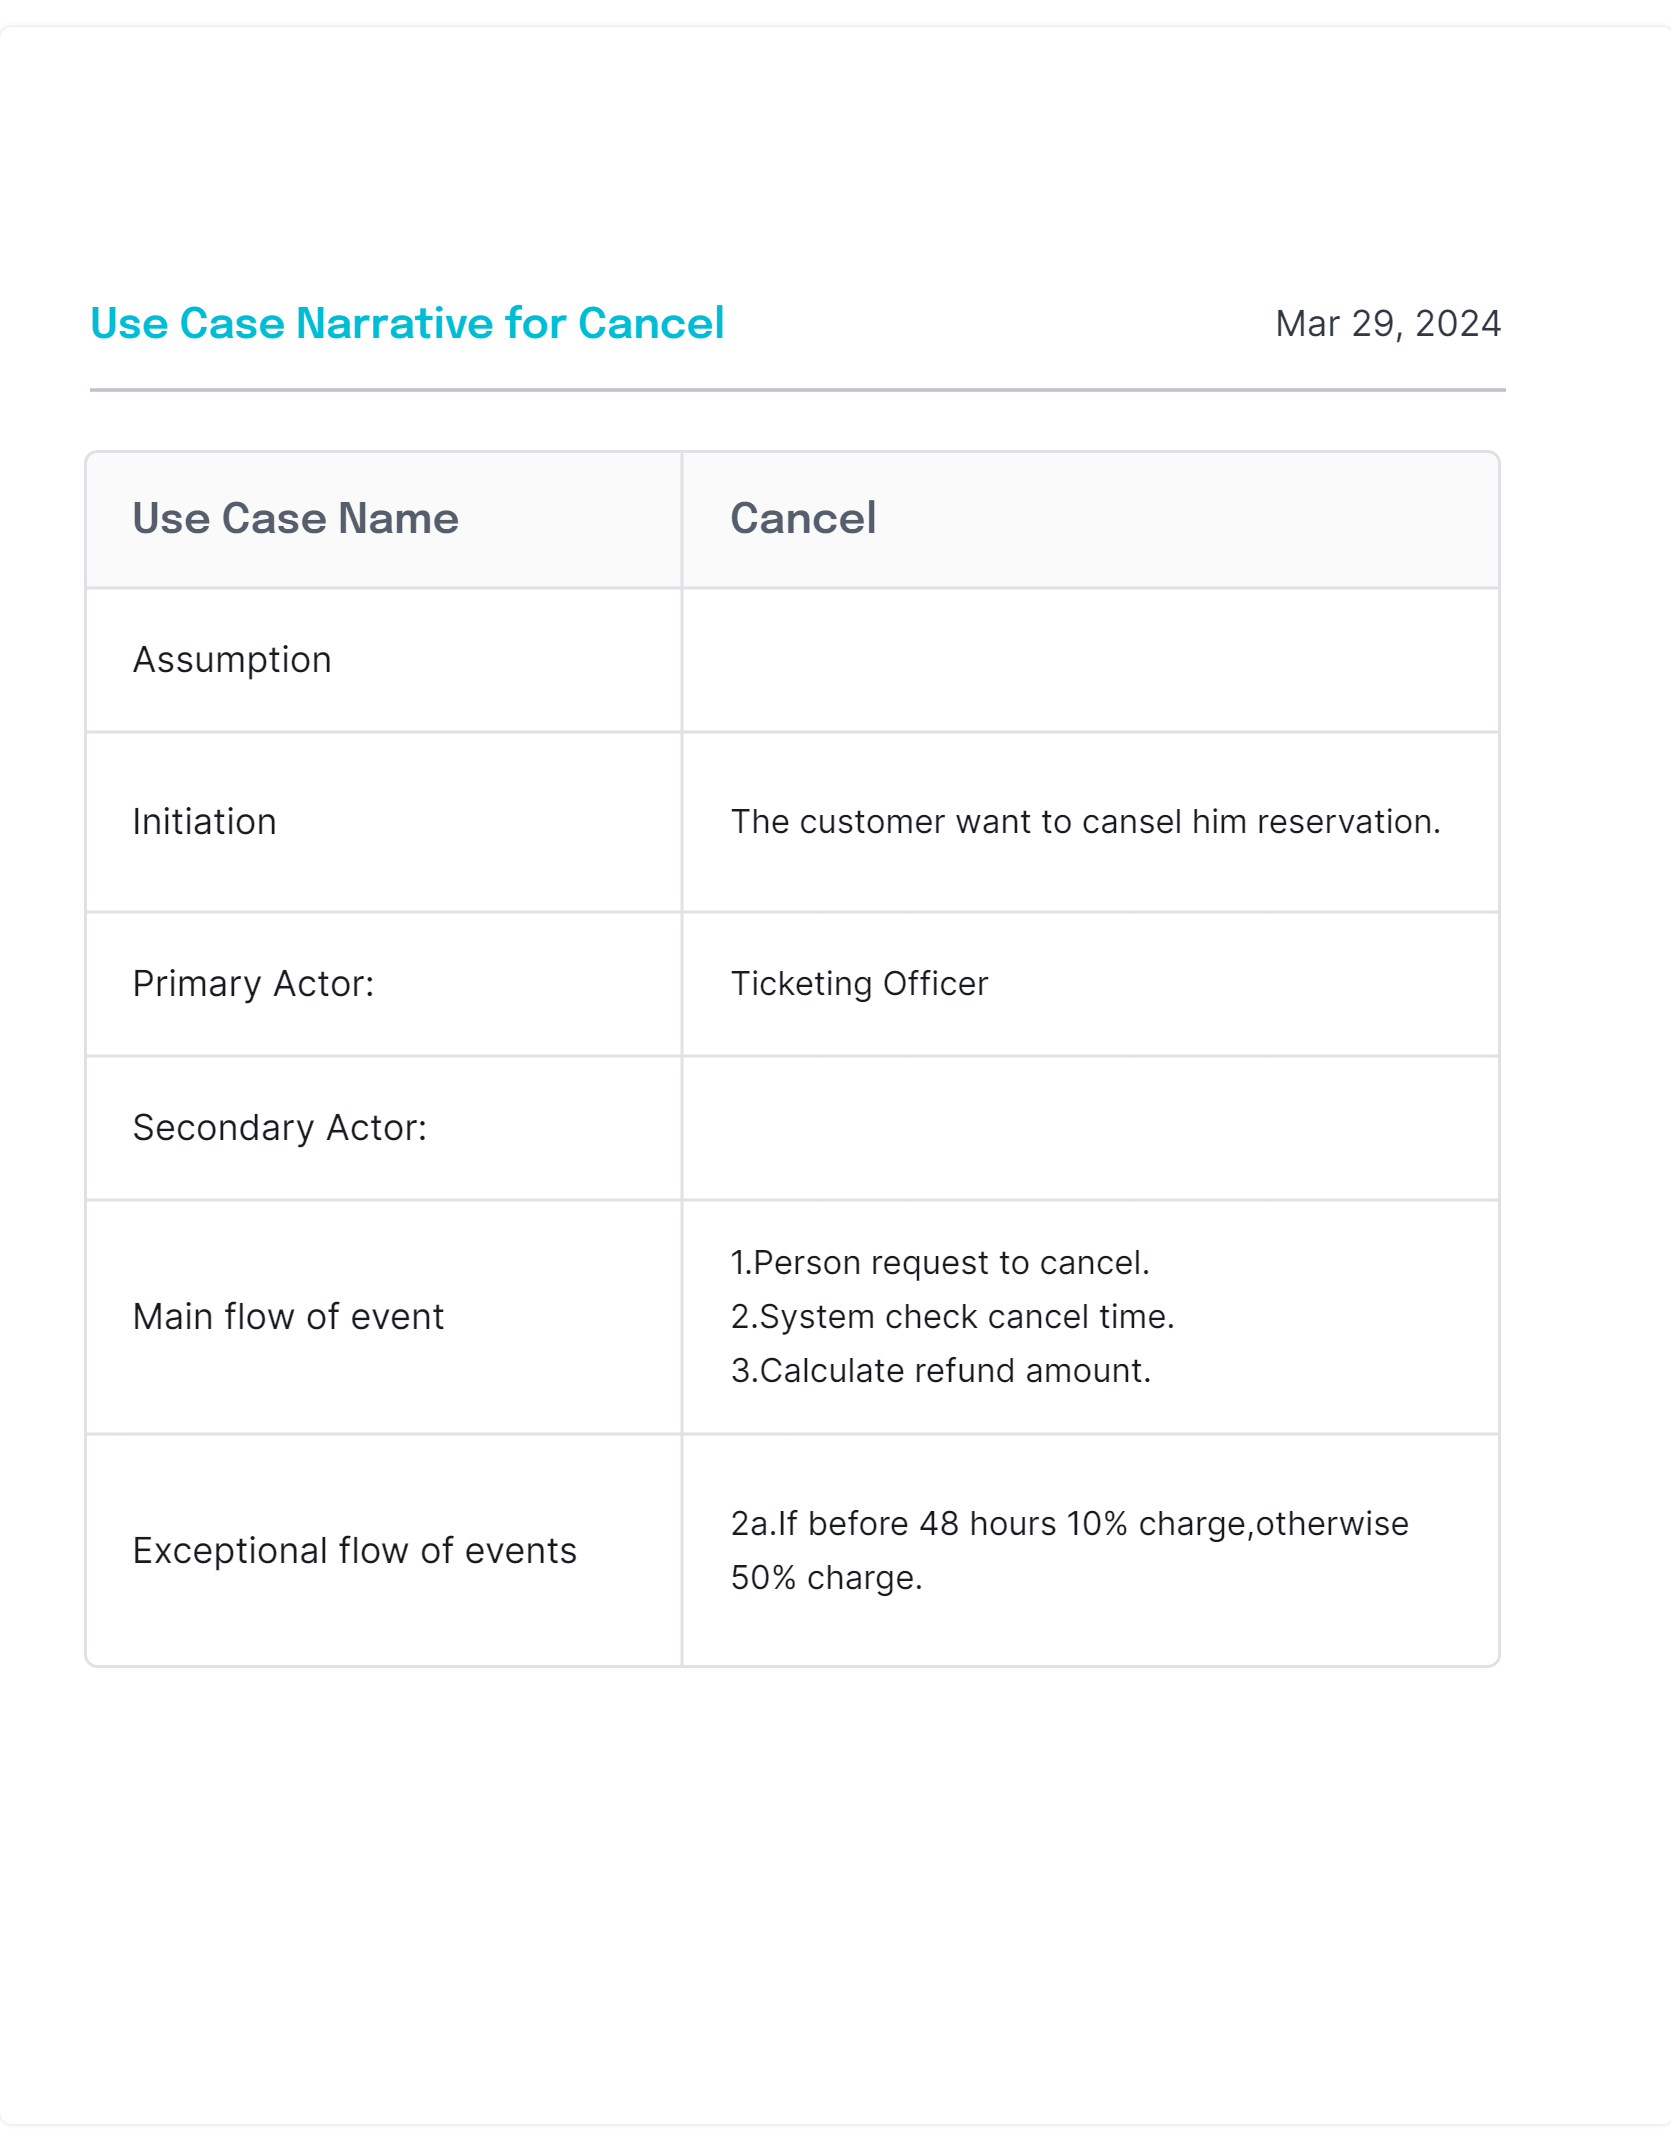 Use Case Narrative for Cancel
Mar 29, 2024
Use Case Name
Cancel
Assumption
Initiation
The customer want to cansel him reservation.
Primary Actor:
Ticketing Officer
Secondary Actor:
Main flow of event
1.Person request to cancel.
2.System check cancel time.
3.Calculate refund amount.
Exceptional flow of events
2a.If before 48 hours 10% charge,otherwise
50% charge.